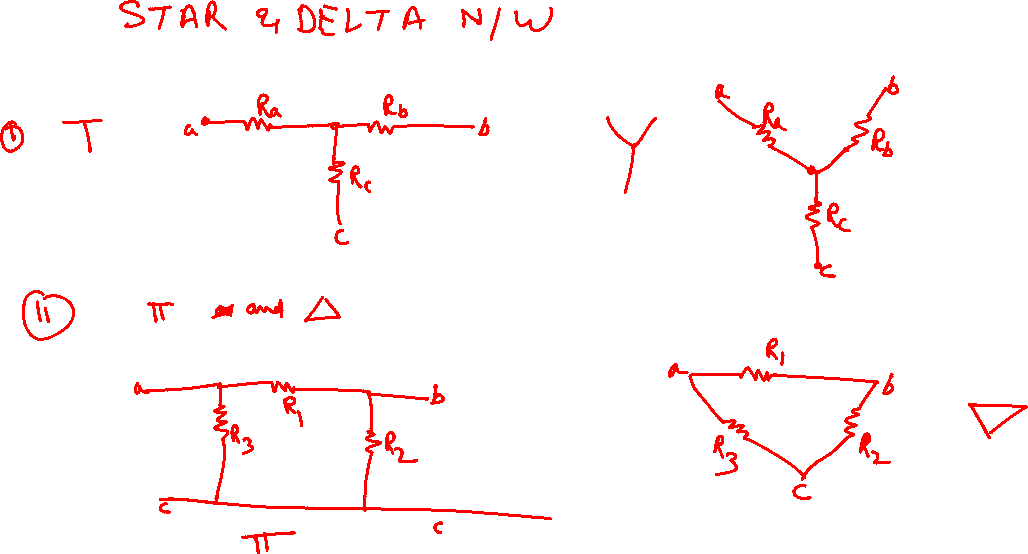 STAR & DELTA N/W
(i) T a Ra Rb b Rc c
Y a Ra b Rb Rc c
(ii) π and Δ
a R1 b R3 R2 c c π
a R1 b R3 R2 C